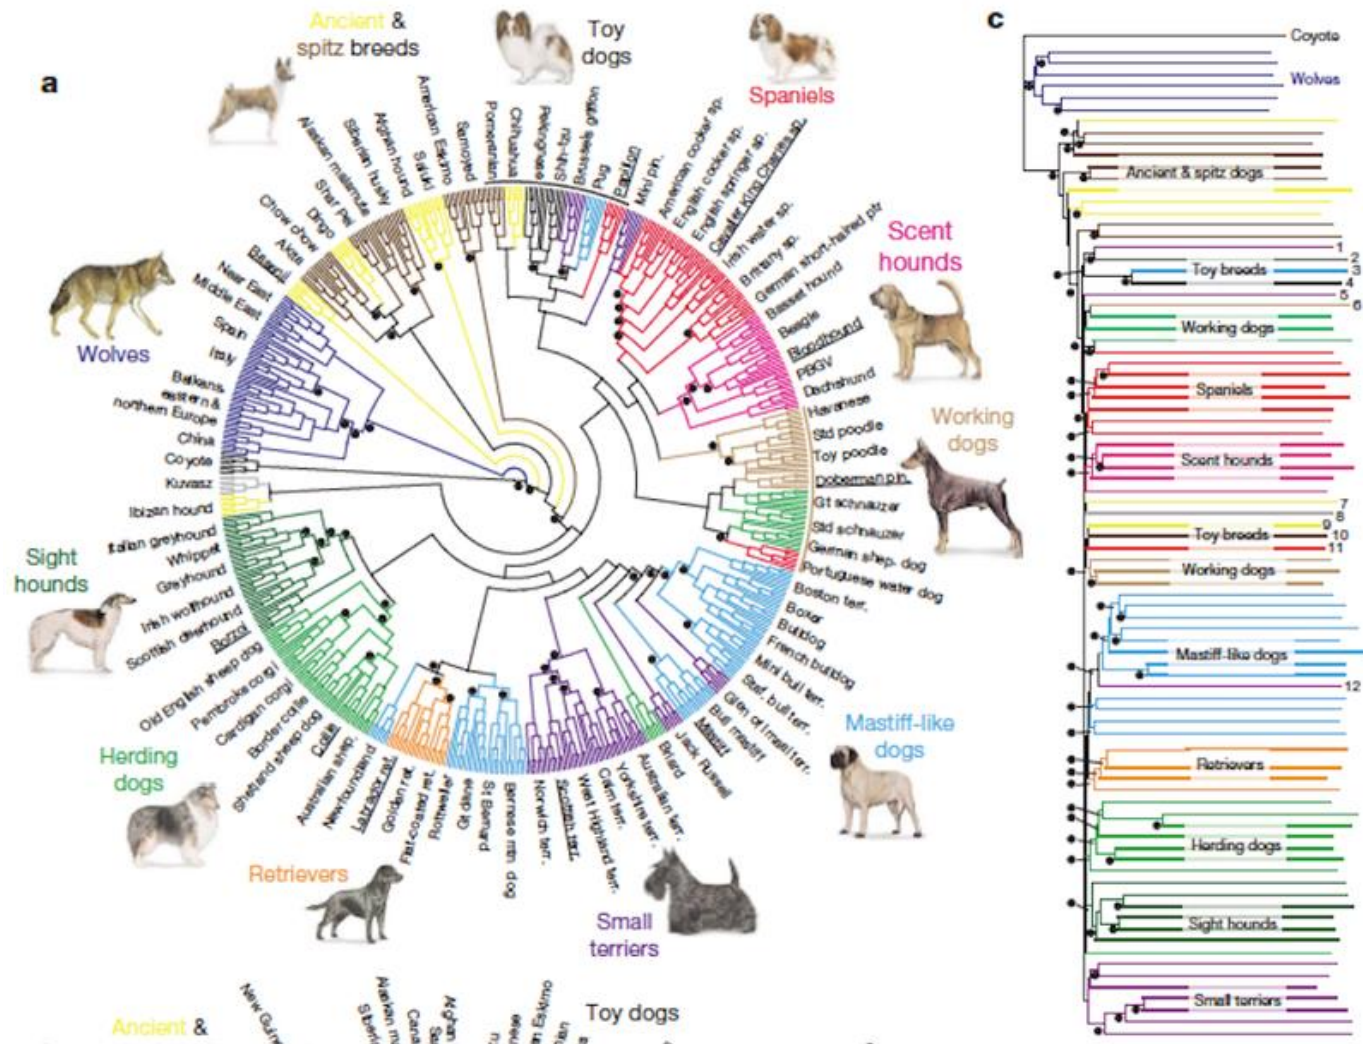 a
Ancient &
spitz breeds
Toy
dogs
Spaniels
Scent
hounds
Working
dogs
Mastiff-like
dogs
Small
terriers
Retrievers
Herding
dogs
Sight
hounds
Wolves
Coyote
China
northern Europe
eastern &
Balkans
Italy
Spain
Middle East
Near East
Basenji
Akita
Chow chow
Dingo
Shar Pei
Alaskan malamute
Siberian husky
Afghan hound
Saluki
American Eskimo
Samoyed
Pomeranian
Chihuahua
Pekingese
Shih-tzu
Brussels griffon
Pug
Papillon
Mini pin.
American cocker sp.
English cocker sp.
English springer sp.
Cavalier King Charles sp.
Irish water sp.
Brittany sp.
German short-haired ptr
Basset hound
Beagle
Bloodhound
PBGV
Dachshund
Havanese
Std poodle
Toy poodle
Doberman pin.
Gt schnauzer
Std schnauzer
German shep. dog
Portuguese water dog
Boston terr.
Boxer
Bulldog
French bulldog
Mini bull terr.
Staf. bull terr.
Glen of Imaal terr.
Bull mastiff
Mastiff
Jack Russell
Briard
Australian terr.
Yorkshire terr.
Cairn terr.
West Highland terr.
Scottish terr.
Norwich terr.
Bernese mtn dog
St Bernard
Gt dane
Rottweiler
Flat-coated ret.
Golden ret.
Labrador ret.
Newfoundland
Australian shep.
Collie
Shetland sheep dog
Border collie
Cardigan corgi
Pembroke corgi
Old English sheep dog
Borzoi
Scottish deerhound
Irish wolfhound
Greyhound
Whippet
Italian greyhound
Ibizan hound
Kuvasz
c
Coyote
Wolves
Ancient & spitz dogs
1
2
Toy breeds
3
4
5
6
Working dogs
Spaniels
Scent hounds
7
8
9
Toy breeds
10
11
Working dogs
Mastiff-like dogs
12
Retrievers
Herding dogs
Sight hounds
Small terriers
Ancient &
Toy dogs